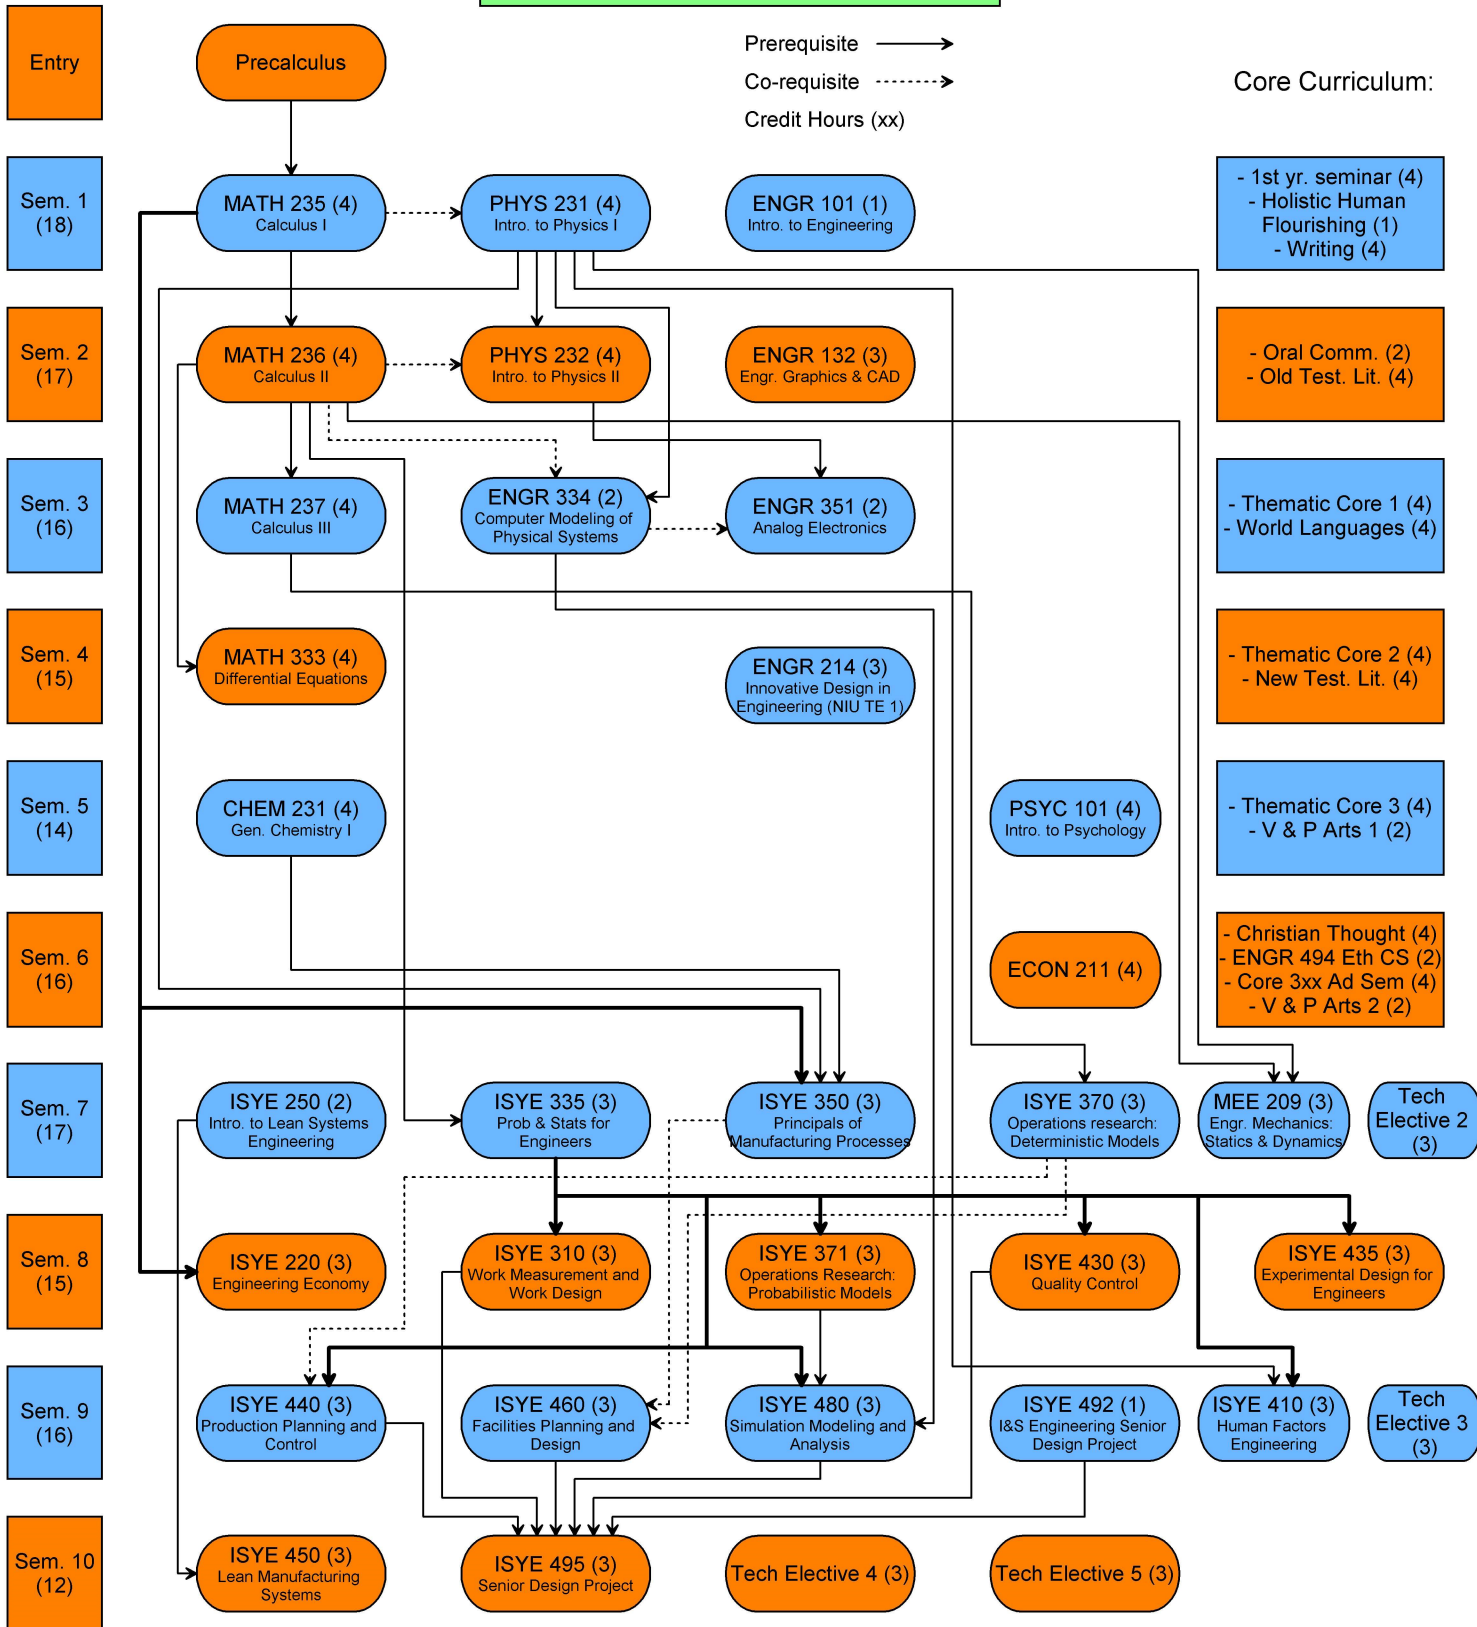 Prerequisite
Co-requisite
Credit Hours (xx)
Core Curriculum:
Entry
Precalculus
Sem. 1
(18)
MATH 235 (4)
Calculus I
PHYS 231 (4)
Intro. to Physics I
ENGR 101 (1)
Intro. to Engineering
- 1st yr. seminar (4)
- Holistic Human
Flourishing (1)
- Writing (4)
Sem. 2
(17)
MATH 236 (4)
Calculus II
PHYS 232 (4)
Intro. to Physics II
ENGR 132 (3)
Engr. Graphics & CAD
- Oral Comm. (2)
- Old Test. Lit. (4)
Sem. 3
(16)
MATH 237 (4)
Calculus III
ENGR 334 (2)
Computer Modeling of
Physical Systems
ENGR 351 (2)
Analog Electronics
- Thematic Core 1 (4)
- World Languages (4)
Sem. 4
(15)
MATH 333 (4)
Differential Equations
ENGR 214 (3)
Innovative Design in
Engineering (NIU TE 1)
- Thematic Core 2 (4)
- New Test. Lit. (4)
Sem. 5
(14)
CHEM 231 (4)
Gen. Chemistry I
PSYC 101 (4)
Intro. to Psychology
- Thematic Core 3 (4)
- V & P Arts 1 (2)
Sem. 6
(16)
ECON 211 (4)
- Christian Thought (4)
- ENGR 494 Eth CS (2)
- Core 3xx Ad Sem (4)
- V & P Arts 2 (2)
Sem. 7
(17)
ISYE 250 (2)
Intro. to Lean Systems
Engineering
ISYE 335 (3)
Prob & Stats for
Engineers
ISYE 350 (3)
Principals of
Manufacturing Processes
ISYE 370 (3)
Operations research:
Deterministic Models
MEE 209 (3)
Engr. Mechanics:
Statics & Dynamics
Tech
Elective 2
(3)
Sem. 8
(15)
ISYE 220 (3)
Engineering Economy
ISYE 310 (3)
Work Measurement and
Work Design
ISYE 371 (3)
Operations Research:
Probabilistic Models
ISYE 430 (3)
Quality Control
ISYE 435 (3)
Experimental Design for
Engineers
Sem. 9
(16)
ISYE 440 (3)
Production Planning and
Control
ISYE 460 (3)
Facilities Planning and
Design
ISYE 480 (3)
Simulation Modeling and
Analysis
ISYE 492 (1)
I&S Engineering Senior
Design Project
ISYE 410 (3)
Human Factors
Engineering
Tech
Elective 3
(3)
Sem. 10
(12)
ISYE 450 (3)
Lean Manufacturing
Systems
ISYE 495 (3)
Senior Design Project
Tech Elective 4 (3)
Tech Elective 5 (3)